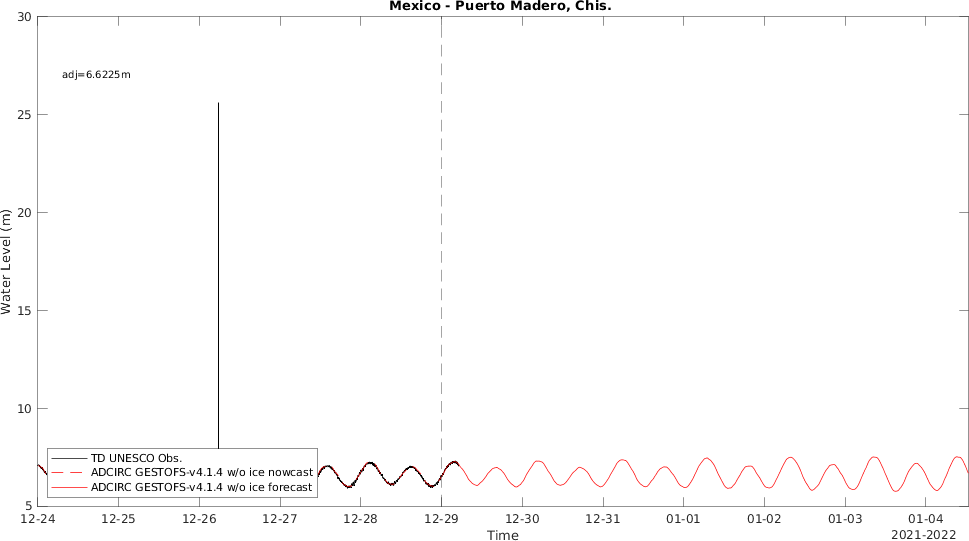 Mexico - Puerto Madero, Chis.
30
adj=6.6225m
25
20
Water Level (m)
15
10
TD UNESCO Obs.
ADCIRC GESTOFS-v4.1.4 w/o ice nowcast
ADCIRC GESTOFS-v4.1.4 w/o ice forecast
5
12-24 12-25 12-26 12-27 12-28 12-29 12-30 12-31 01-01 01-02 01-03 01-04
2021-2022
Time